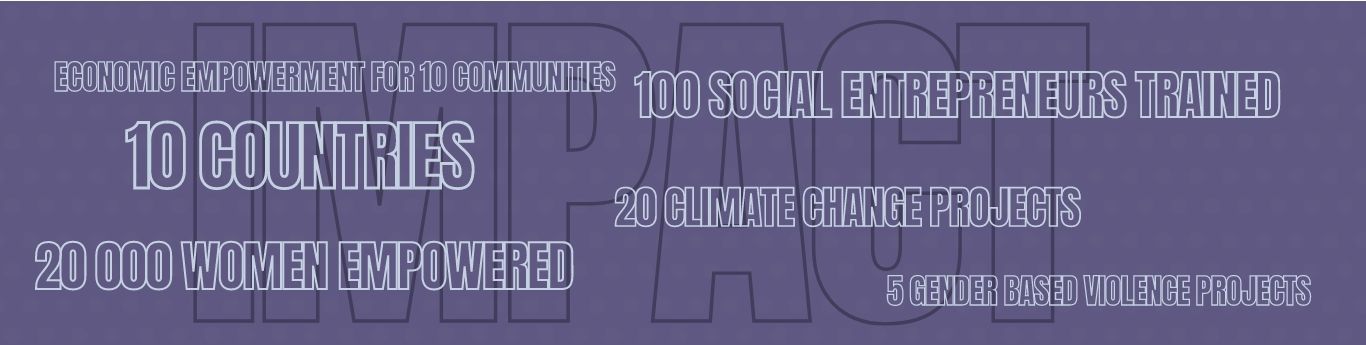 IMPACT
ECONOMIC EMPOWERMENT FOR 10 COMMUNITIES
100 SOCIAL ENTREPRENEURS TRAINED
10 COUNTRIES
20 CLIMATE CHANGE PROJECTS
20 000 WOMEN EMPOWERED
5 GENDER BASED VIOLENCE PROJECTS